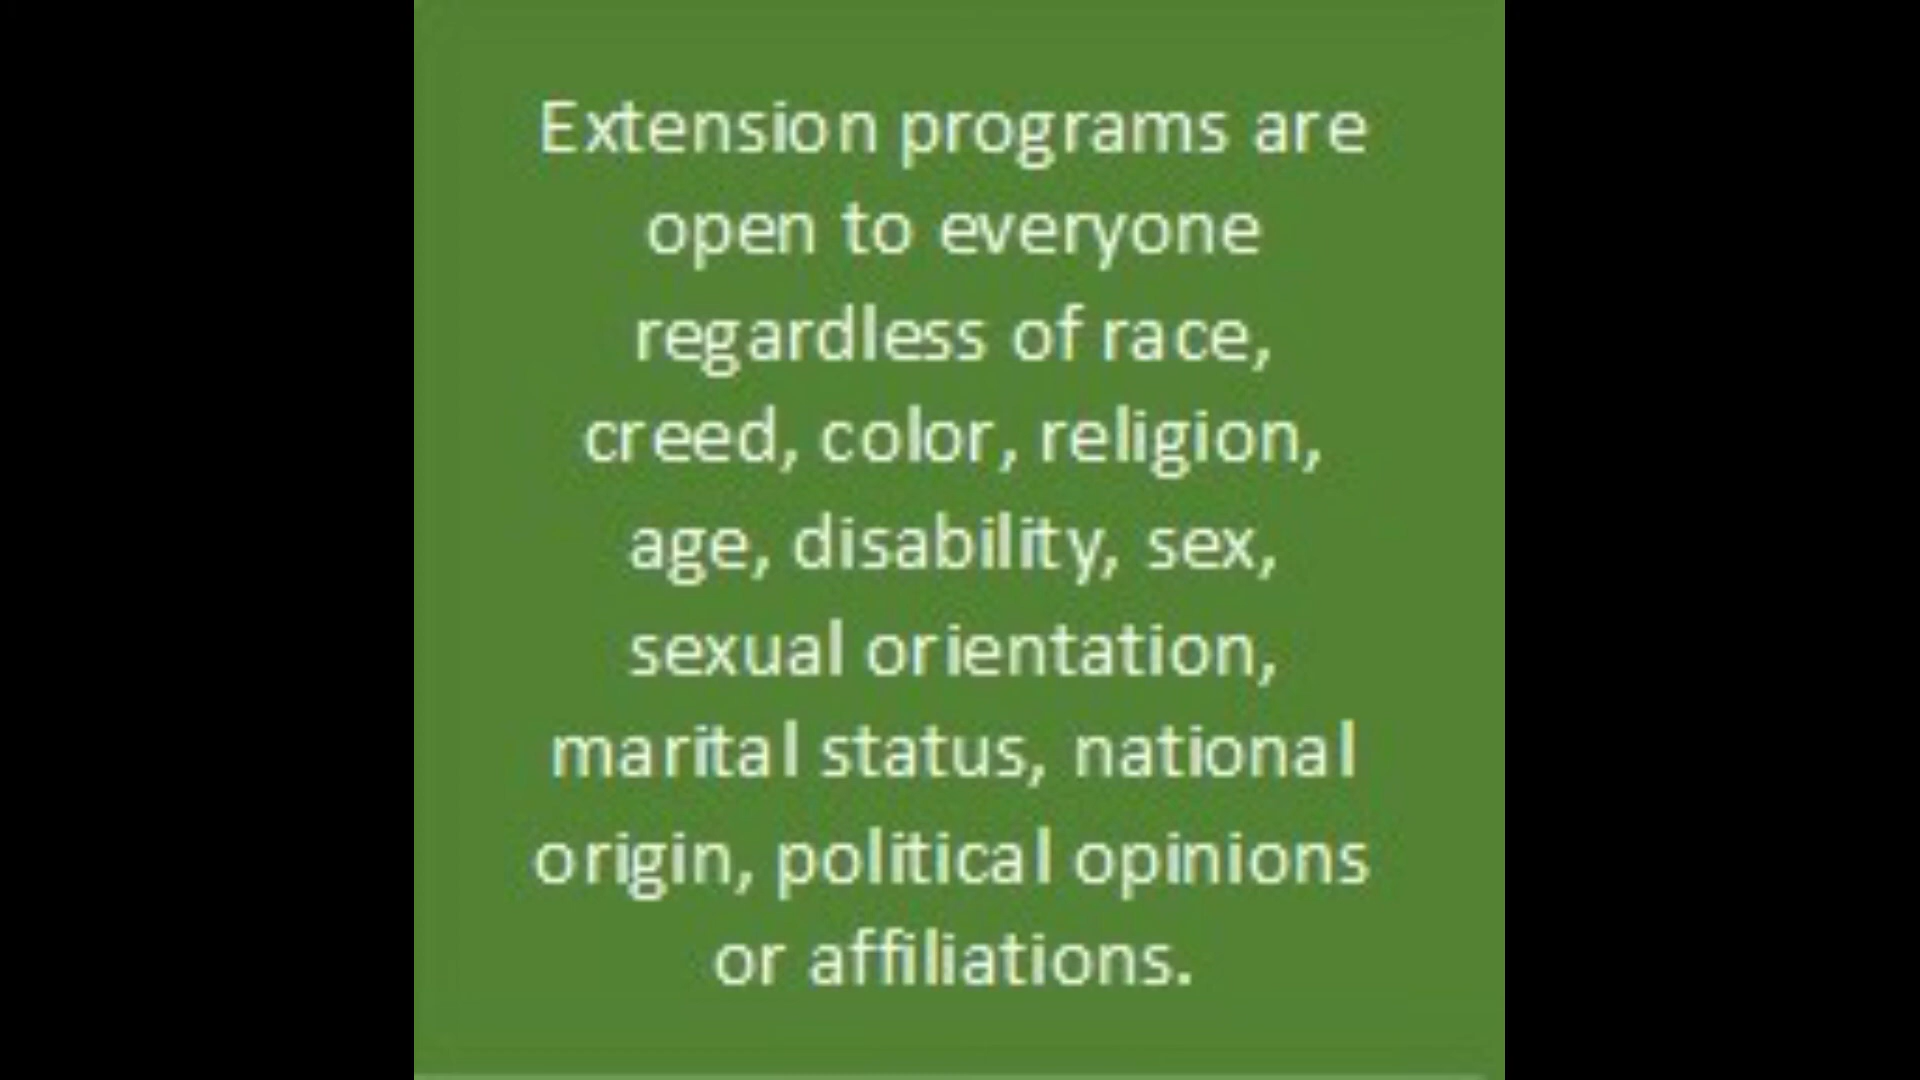 Extension programs are
open to everyone
regardless of race,
creed, color, religion,
age, disability, sex,
sexual orientation,
marital status, national
origin, political opinions
or affiliations.